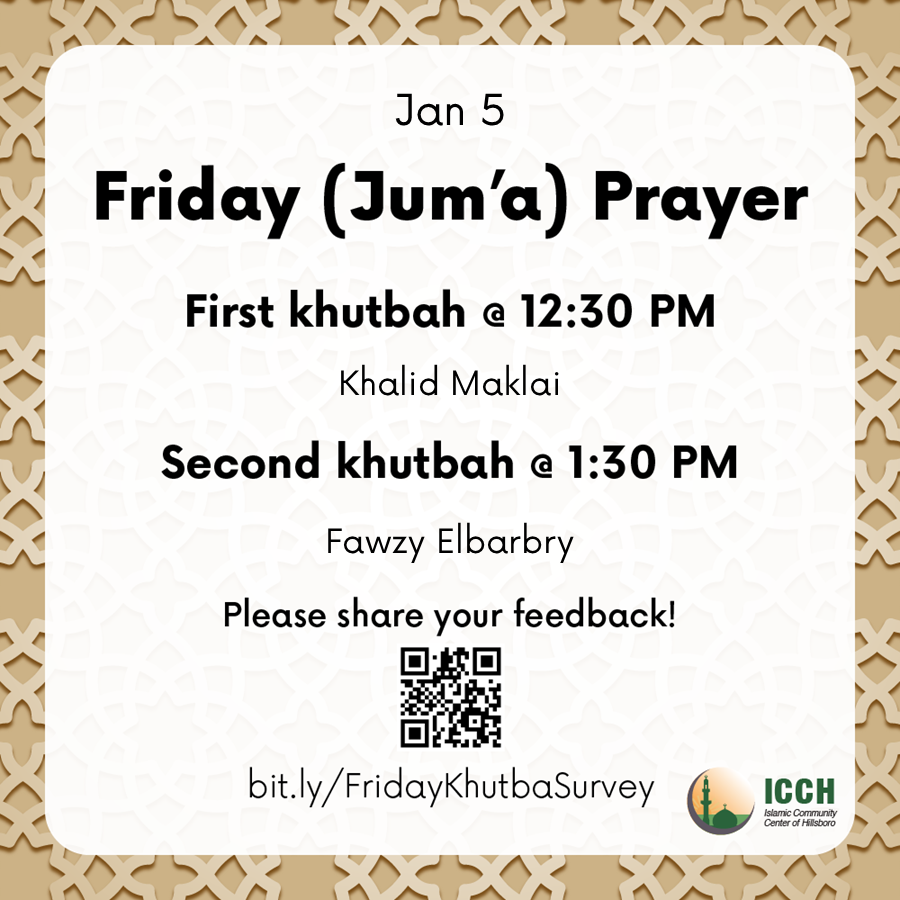 Jan 5
Friday (Jum’a) Prayer
First khutbah @ 12:30 PM
Khalid Maklai
Second khutbah @ 1:30 PM
Fawzy Elbarbry
Please share your feedback!
bit.ly/FridayKhutbaSurvey
ICCH
Islamic Community
Center of Hillsboro